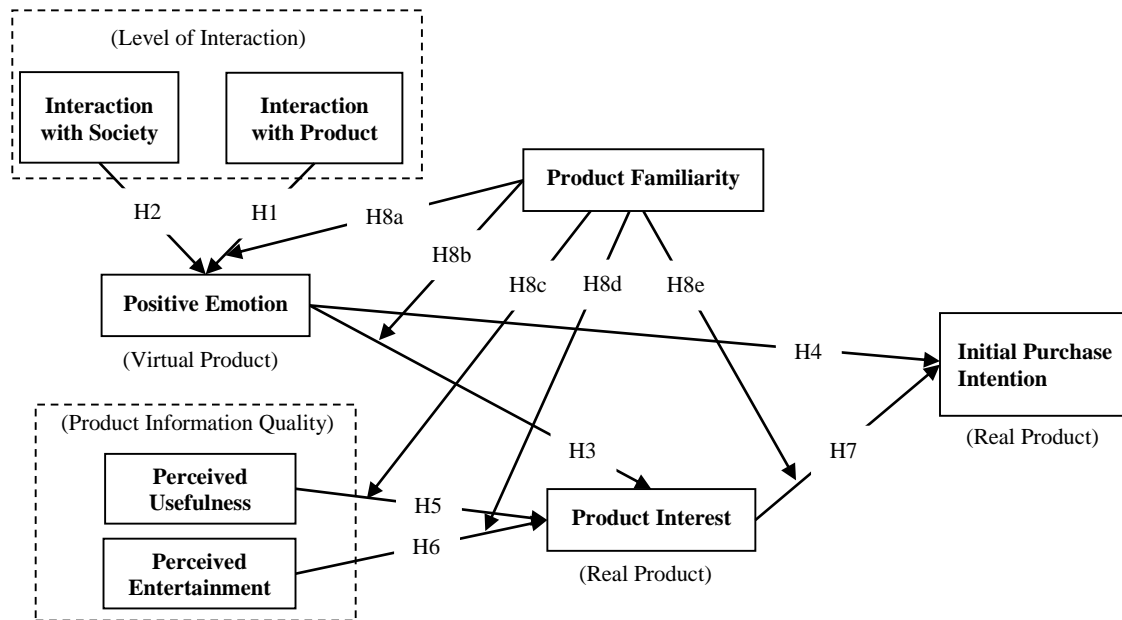 (Level of Interaction)
Interaction
with Society
Interaction
with Product
Product Familiarity
H2
H1
H8a
H8b
H8c
H8d
H8e
Positive Emotion
(Virtual Product)
H4
Initial Purchase
Intention
(Real Product)
(Product Information Quality)
H3
H7
Perceived
Usefulness
H5
Product Interest
(Real Product)
H6
Perceived
Entertainment